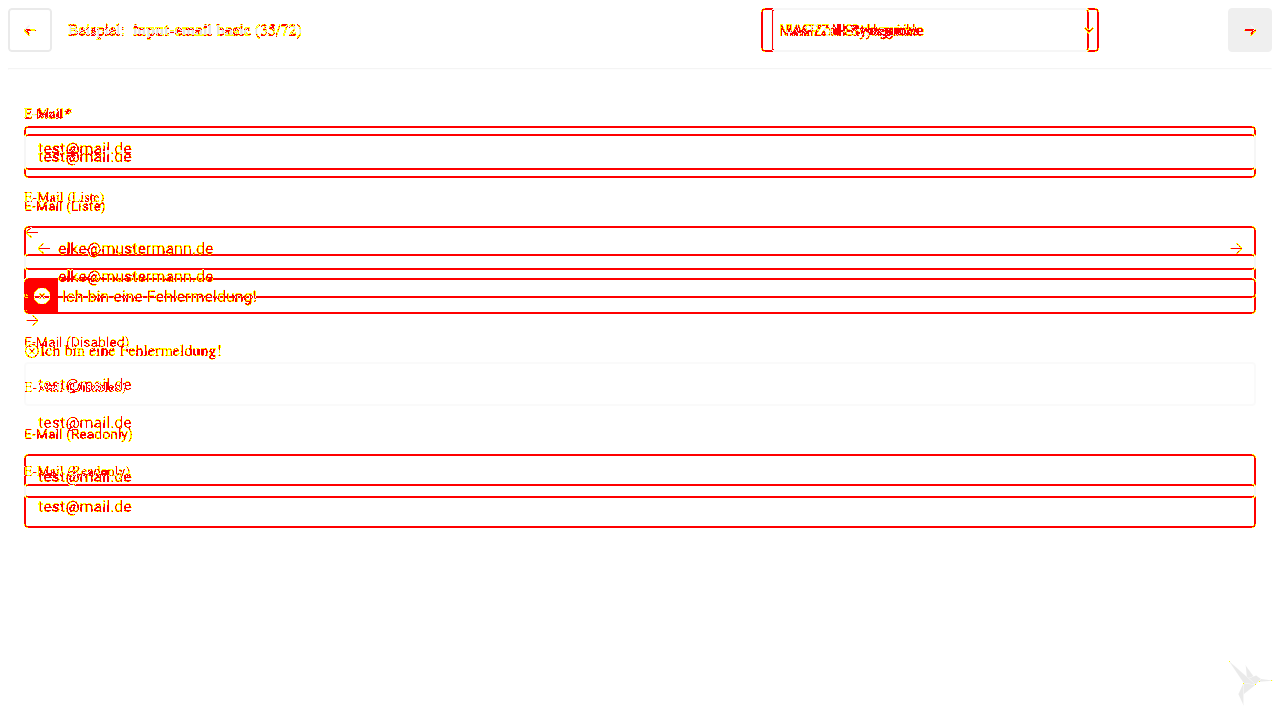 Beispiel: input-email basic (35/72)
E-Mail*
test@mail.de
test@mail.de
E-Mail (Liste)
E-Mail (Liste)
elke@mustermann.de
elke@mustermann.de
Ich bin eine Fehlermeldung!
E-Mail (Disabled)
Ich bin eine Fehlermeldung!
test@mail.de
E-Mail (Disabled)
test@mail.de
E-Mail (Readonly)
E-Mail (Readonly)
test@mail.de
test@mail.de